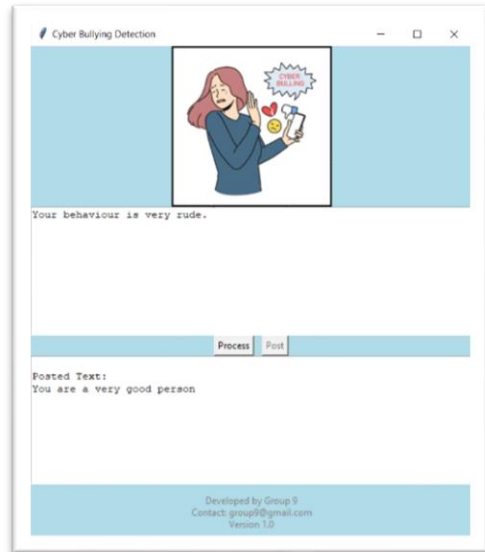 Cyber Bullying Detection
CYBER
BULLING
Your behaviour is very rude.
Process Post
Posted Text:
You are a very good person
Developed by Group 9
Contact: group9@gmail.com
Version 1.0